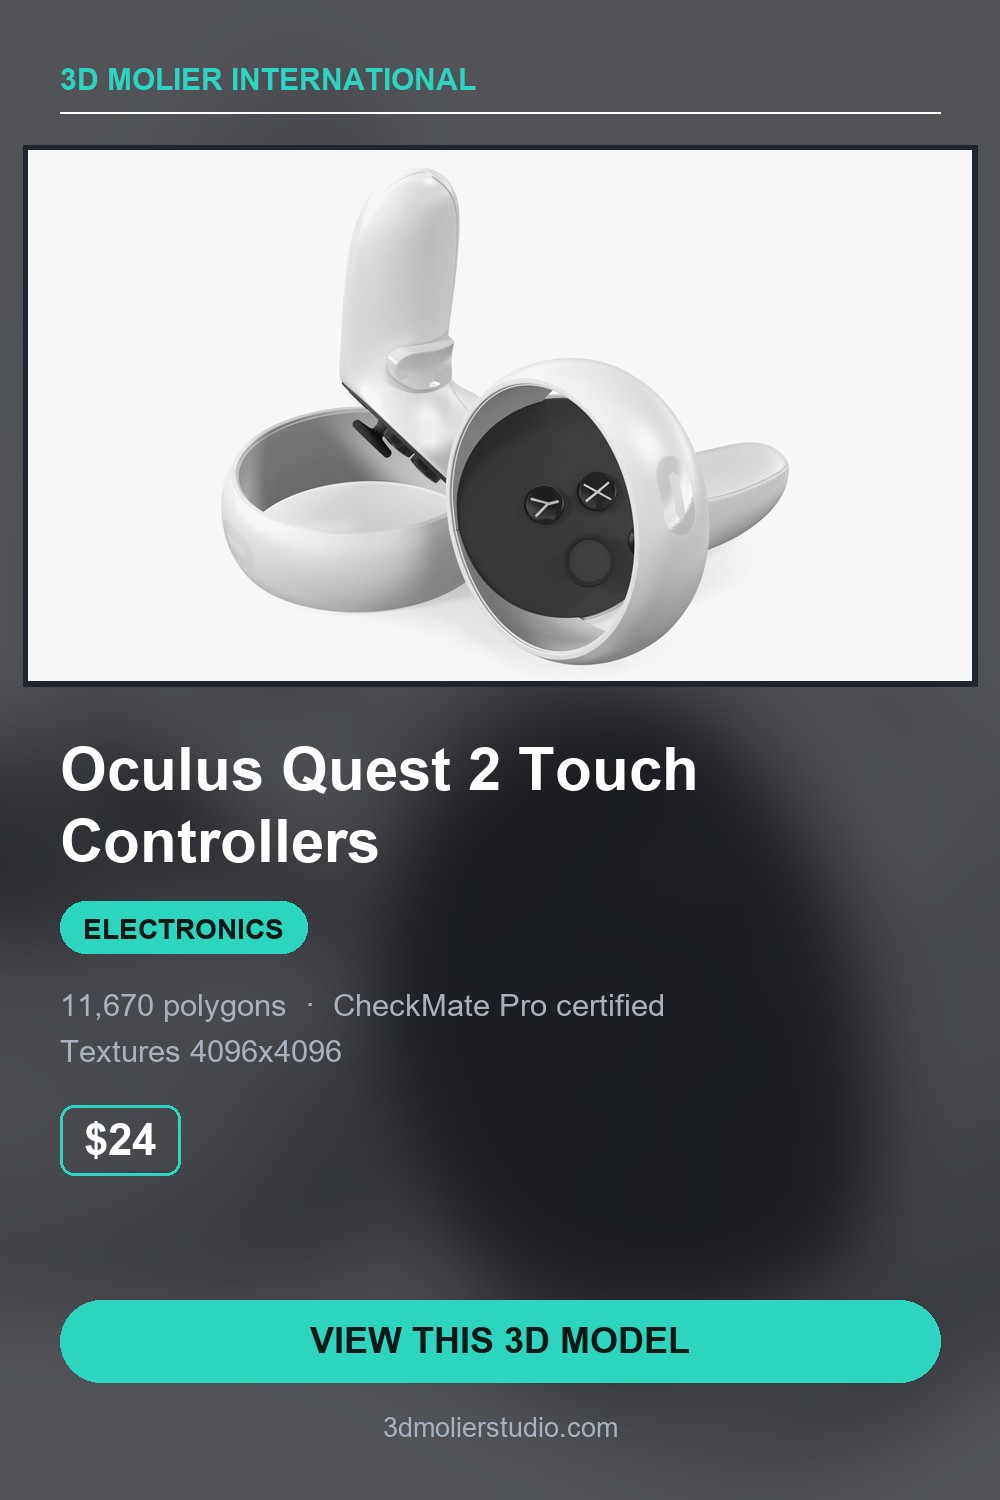 3D MOLIER INTERNATIONAL
Y X
Oculus Quest 2 Touch
Controllers
ELECTRONICS
11,670 polygons · CheckMate Pro certified
Textures 4096x4096
$24
VIEW THIS 3D MODEL
3dmolierstudio.com